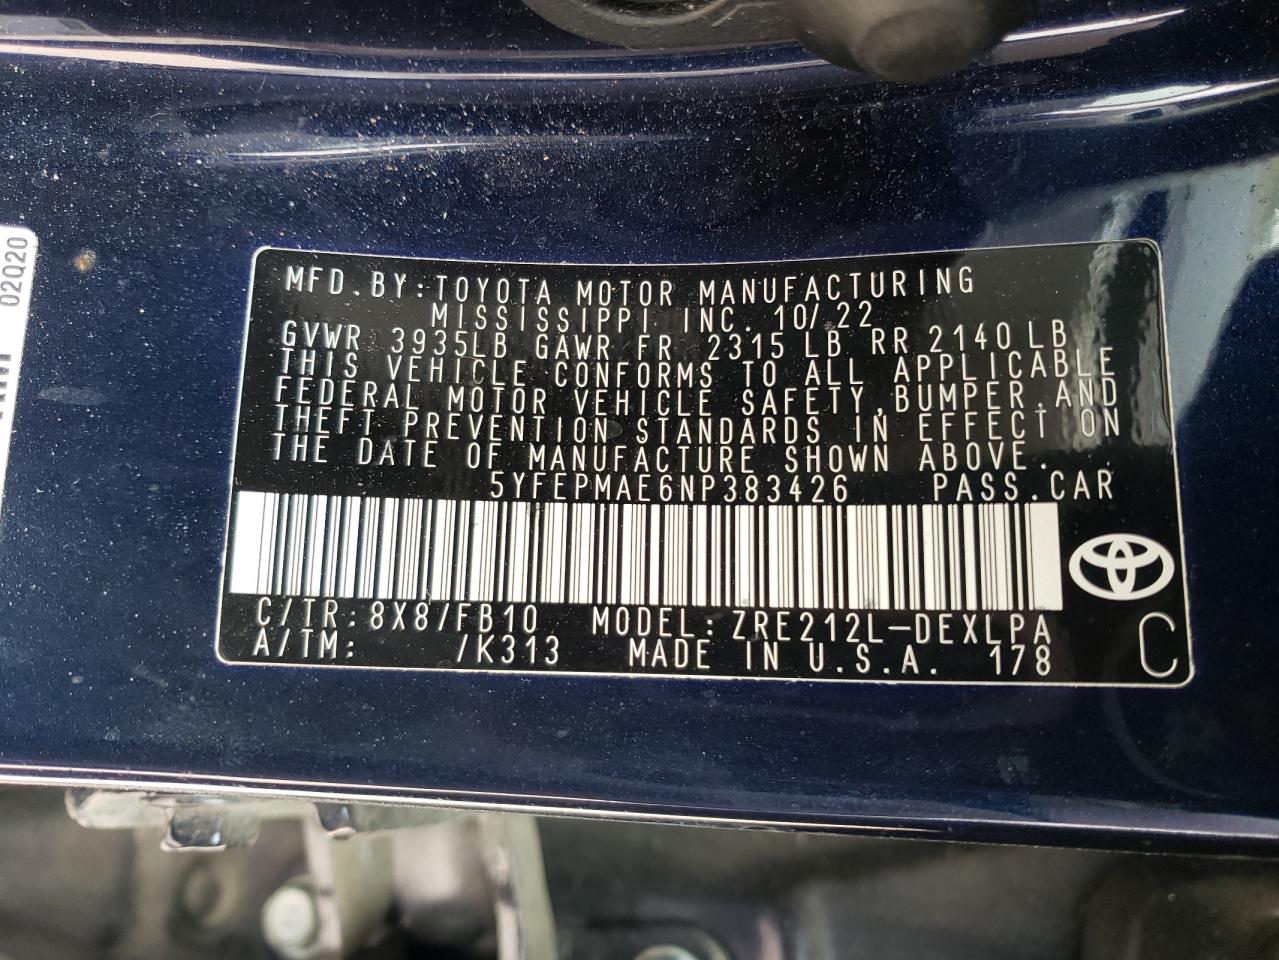 02Q20
MFD.BY:TOYOTA MOTOR MANUFACTURING
MISSISSIPPI INC. 10/22
GVWR 3935LB GAWR FR 2315 LB RR 2140 LB
THIS VEHICLE CONFORMS TO ALL APPLICABLE
FEDERAL MOTOR VEHICLE SAFETY,BUMPER,AND
THEFT PREVENTION STANDARDS IN EFFECT ON
THE DATE OF MANUFACTURE SHOWN ABOVE.
5YFEPMAE6NP383426 PASS.CAR
C/TR:8X8/FB10 MODEL:ZRE212L-DEXLPA
A/TM: /K313 MADE IN U.S.A. 178 C